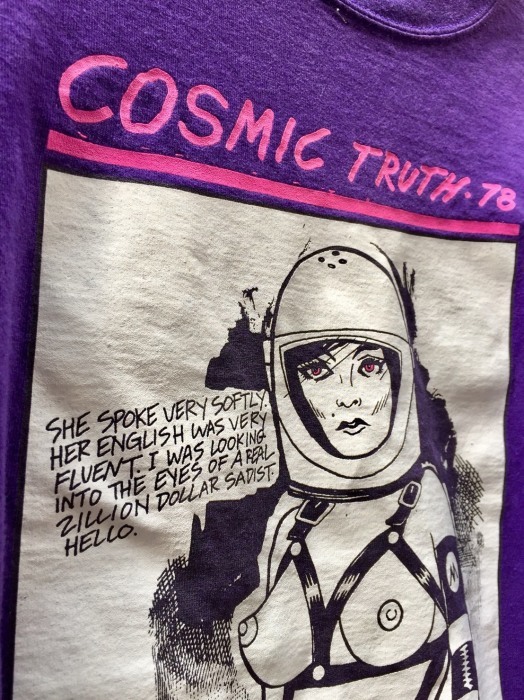 COSMIC TRUTH·78
SHE SPOKE VERY SOFTLY,
HER ENGLISH WAS VERY
FLUENT. I WAS LOOKING
INTO THE EYES OF A REAL
ZILLION DOLLAR SADIST.
HELLO.